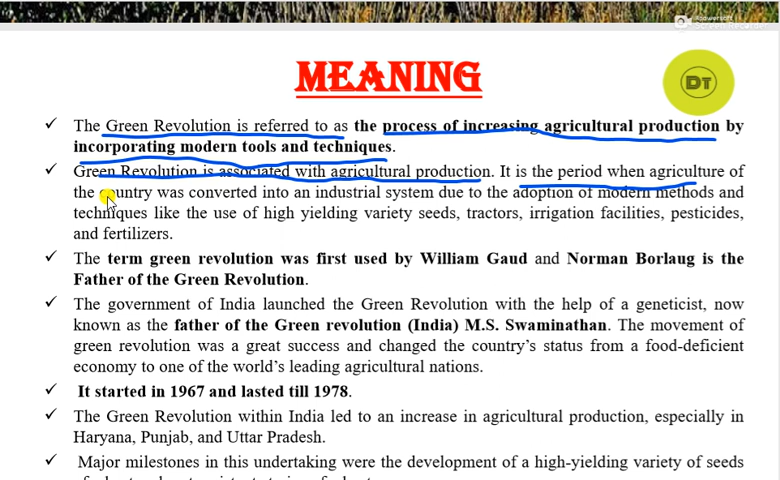 MEANING
DT
✓ The Green Revolution is referred to as the process of increasing agricultural production by
incorporating modern tools and techniques.
✓ Green Revolution is associated with agricultural production. It is the period when agriculture of
the country was converted into an industrial system due to the adoption of modern methods and
techniques like the use of high yielding variety seeds, tractors, irrigation facilities, pesticides,
and fertilizers.
✓ The term green revolution was first used by William Gaud and Norman Borlaug is the
Father of the Green Revolution.
✓ The government of India launched the Green Revolution with the help of a geneticist, now
known as the father of the Green revolution (India) M.S. Swaminathan. The movement of
green revolution was a great success and changed the country's status from a food-deficient
economy to one of the world's leading agricultural nations.
✓ It started in 1967 and lasted till 1978.
✓ The Green Revolution within India led to an increase in agricultural production, especially in
Haryana, Punjab, and Uttar Pradesh.
✓ Major milestones in this undertaking were the development of a high-yielding variety of seeds